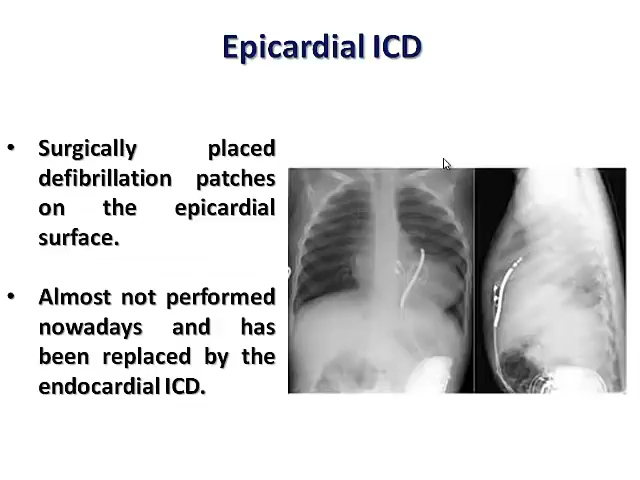 Epicardial ICD
• Surgically placed
defibrillation patches
on the epicardial
surface.
• Almost not performed
nowadays and has
been replaced by the
endocardial ICD.